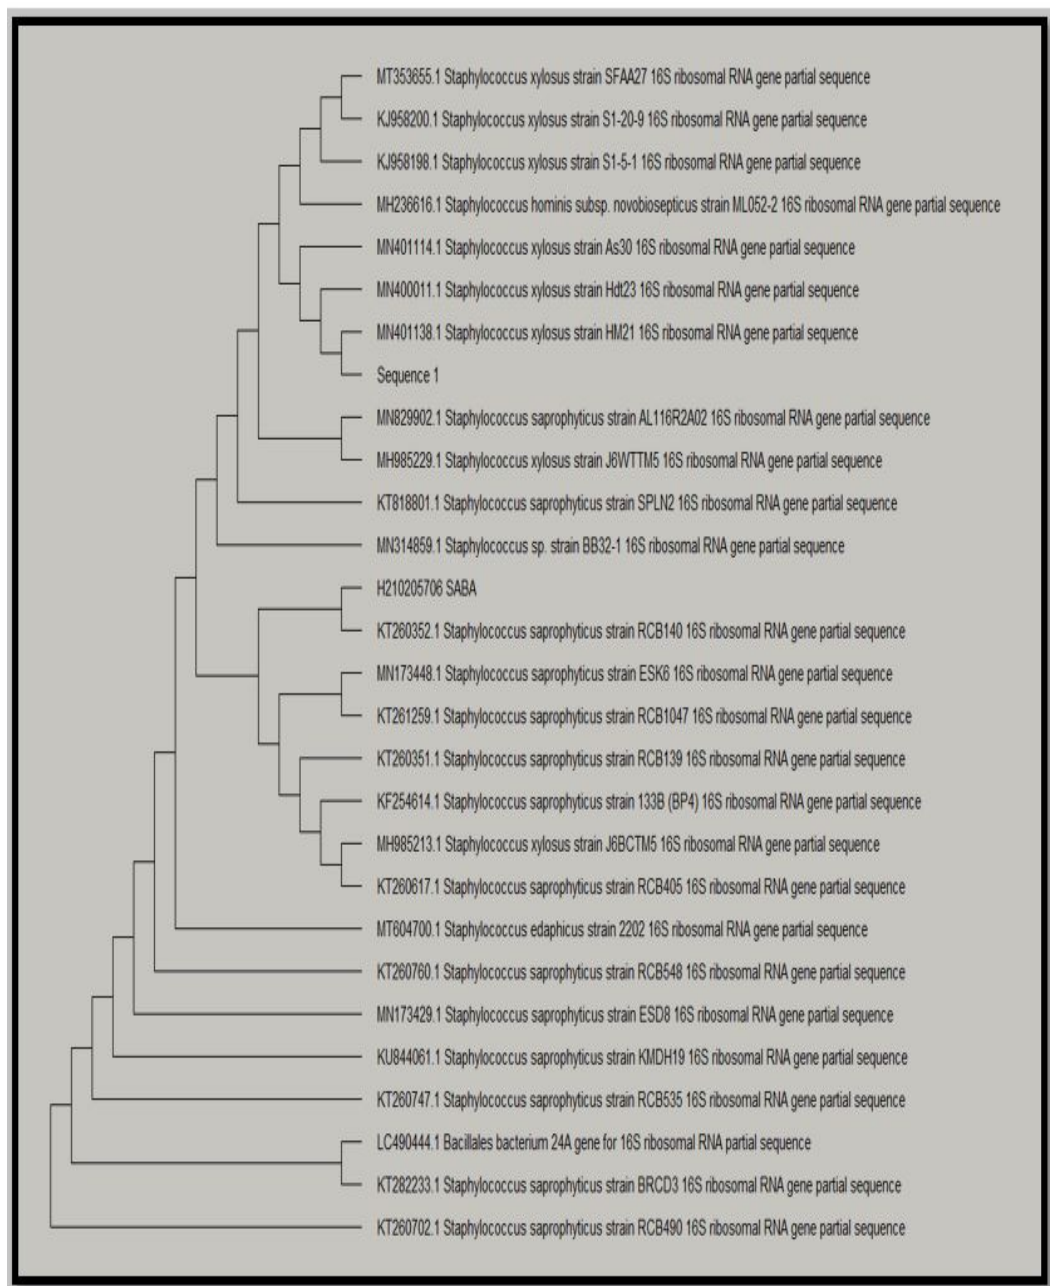 MT353655.1 Staphylococcus xylosus strain SFAA27 16S ribosomal RNA gene partial sequence
KJ958200.1 Staphylococcus xylosus strain S1-20-9 16S ribosomal RNA gene partial sequence
KJ958198.1 Staphylococcus xylosus strain S1-5-1 16S ribosomal RNA gene partial sequence
MH236616.1 Staphylococcus hominis subsp. novobiosepticus strain ML052-2 16S ribosomal RNA gene partial sequence
MN401114.1 Staphylococcus xylosus strain As30 16S ribosomal RNA gene partial sequence
MN400011.1 Staphylococcus xylosus strain Hdt23 16S ribosomal RNA gene partial sequence
MN401138.1 Staphylococcus xylosus strain HM21 16S ribosomal RNA gene partial sequence
Sequence 1
MN829902.1 Staphylococcus saprophyticus strain AL116R2A02 16S ribosomal RNA gene partial sequence
MH985229.1 Staphylococcus xylosus strain J6WTTM5 16S ribosomal RNA gene partial sequence
KT818801.1 Staphylococcus saprophyticus strain SPLN2 16S ribosomal RNA gene partial sequence
MN314859.1 Staphylococcus sp. strain BB32-1 16S ribosomal RNA gene partial sequence
H210205706 SABA
KT260352.1 Staphylococcus saprophyticus strain RCB140 16S ribosomal RNA gene partial sequence
MN173448.1 Staphylococcus saprophyticus strain ESK6 16S ribosomal RNA gene partial sequence
KT261259.1 Staphylococcus saprophyticus strain RCB1047 16S ribosomal RNA gene partial sequence
KT260351.1 Staphylococcus saprophyticus strain RCB139 16S ribosomal RNA gene partial sequence
KF254614.1 Staphylococcus saprophyticus strain 133B (BP4) 16S ribosomal RNA gene partial sequence
MH985213.1 Staphylococcus xylosus strain J6BCTM5 16S ribosomal RNA gene partial sequence
KT260617.1 Staphylococcus saprophyticus strain RCB405 16S ribosomal RNA gene partial sequence
MT604700.1 Staphylococcus edaphicus strain 2202 16S ribosomal RNA gene partial sequence
KT260760.1 Staphylococcus saprophyticus strain RCB548 16S ribosomal RNA gene partial sequence
MN173429.1 Staphylococcus saprophyticus strain ESD8 16S ribosomal RNA gene partial sequence
KU844061.1 Staphylococcus saprophyticus strain KMDH19 16S ribosomal RNA gene partial sequence
KT260747.1 Staphylococcus saprophyticus strain RCB535 16S ribosomal RNA gene partial sequence
LC490444.1 Bacillales bacterium 24A gene for 16S ribosomal RNA partial sequence
KT282233.1 Staphylococcus saprophyticus strain BRCD3 16S ribosomal RNA gene partial sequence
KT260702.1 Staphylococcus saprophyticus strain RCB490 16S ribosomal RNA gene partial sequence